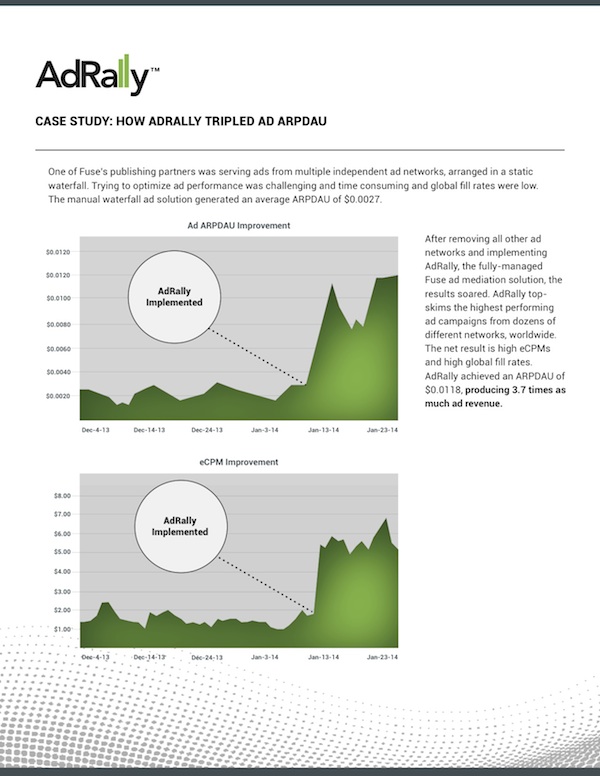 AdRally™
CASE STUDY: HOW ADRALLY TRIPLED AD ARPDAU
One of Fuse's publishing partners was serving ads from multiple independent ad networks, arranged in a static
waterfall. Trying to optimize ad performance was challenging and time consuming and global fill rates were low.
The manual waterfall ad solution generated an average ARPDAU of $0.0027.
Ad ARPDAU Improvement
$0.0120
$0.0120
$0.0100
$0.0080
$0.0060
$0.0040
$0.0020
AdRally
Implemented
Dec-4-13 Dec-14-13 Dec-24-13 Jan-3-14 Jan-13-14 Jan-23-14
After removing all other ad
networks and implementing
AdRally, the fully-managed
Fuse ad mediation solution, the
results soared. AdRally top-
skims the highest performing
ad campaigns from dozens of
different networks, worldwide.
The net result is high eCPMs
and high global fill rates.
AdRally achieved an ARPDAU of
$0.0118, producing 3.7 times as
much ad revenue.
eCPM Improvement
$8.00
$7.00
$6.00
$5.00
$4.00
$3.00
$2.00
$1.00
AdRally
Implemented
Dec-4-13 Dec-14-13 Dec-24-13 Jan-3-14 Jan-13-14 Jan-23-14